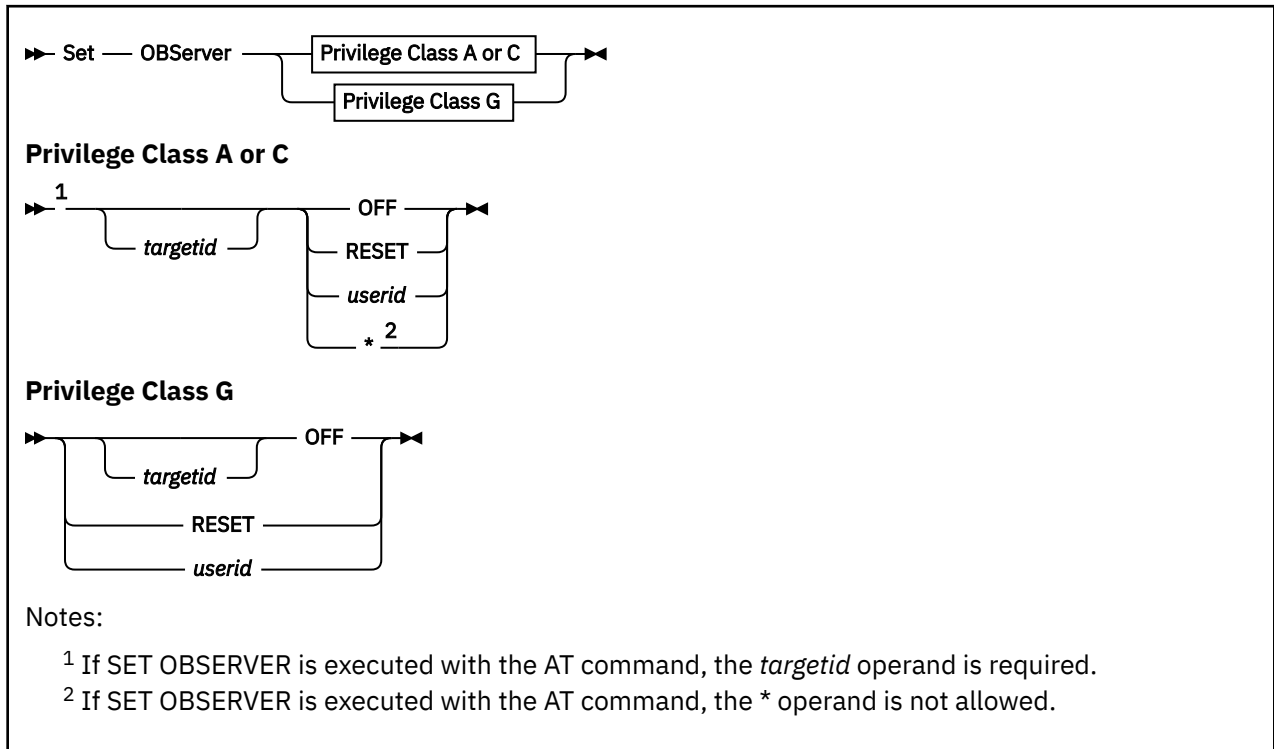 Set OBServer Privilege Class A or C
Privilege Class G
Privilege Class A or C
1
OFF
targetid
RESET
userid
* 2
Privilege Class G
OFF
targetid
RESET
userid
Notes:
1 If SET OBSERVER is executed with the AT command, the targetid operand is required.
2 If SET OBSERVER is executed with the AT command, the * operand is not allowed.